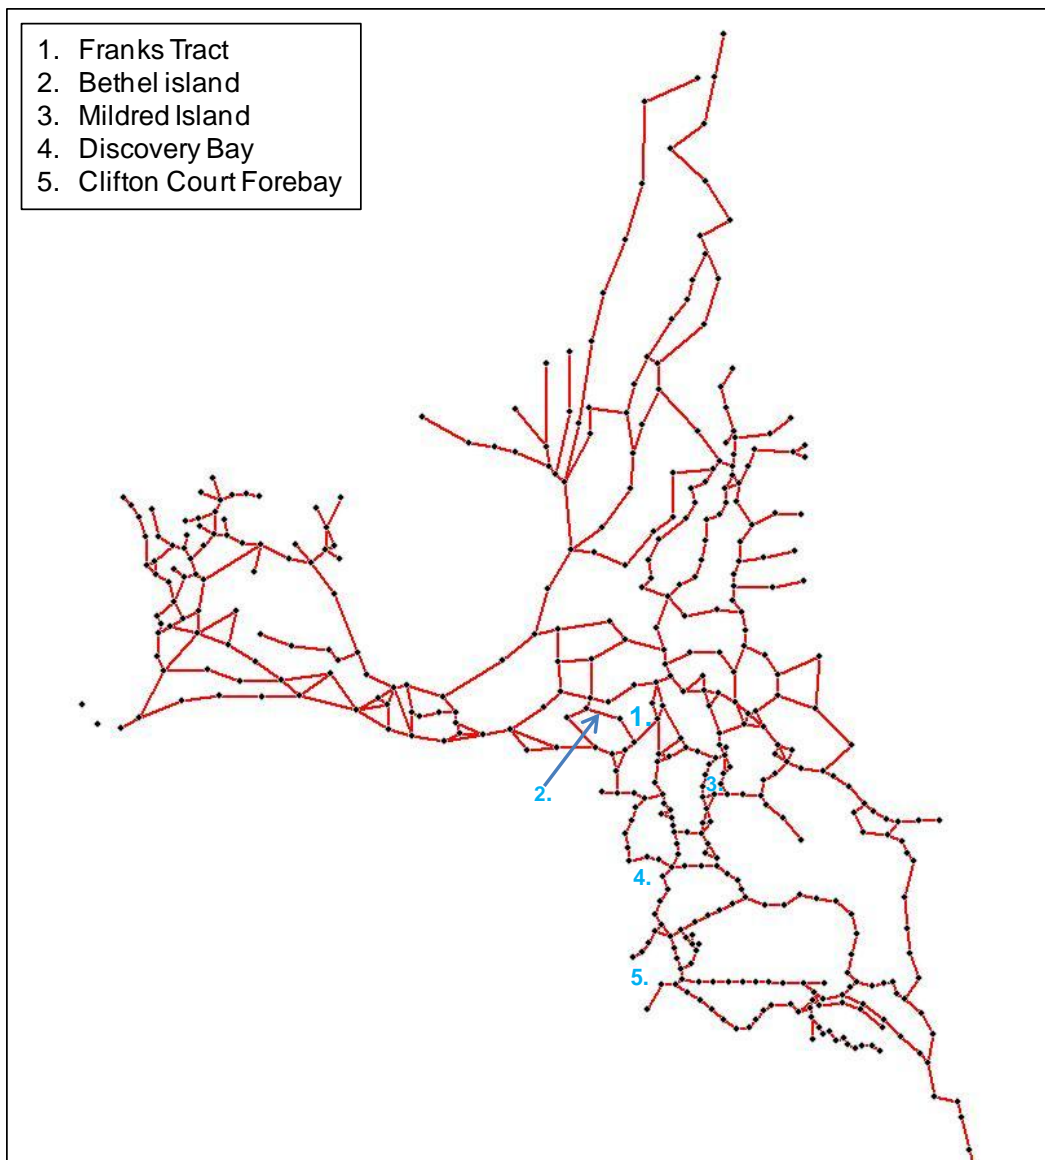 1. Franks Tract
2. Bethel island
3. Mildred Island
4. Discovery Bay
5. Clifton Court Forebay
1.
2.
3.
4.
5.